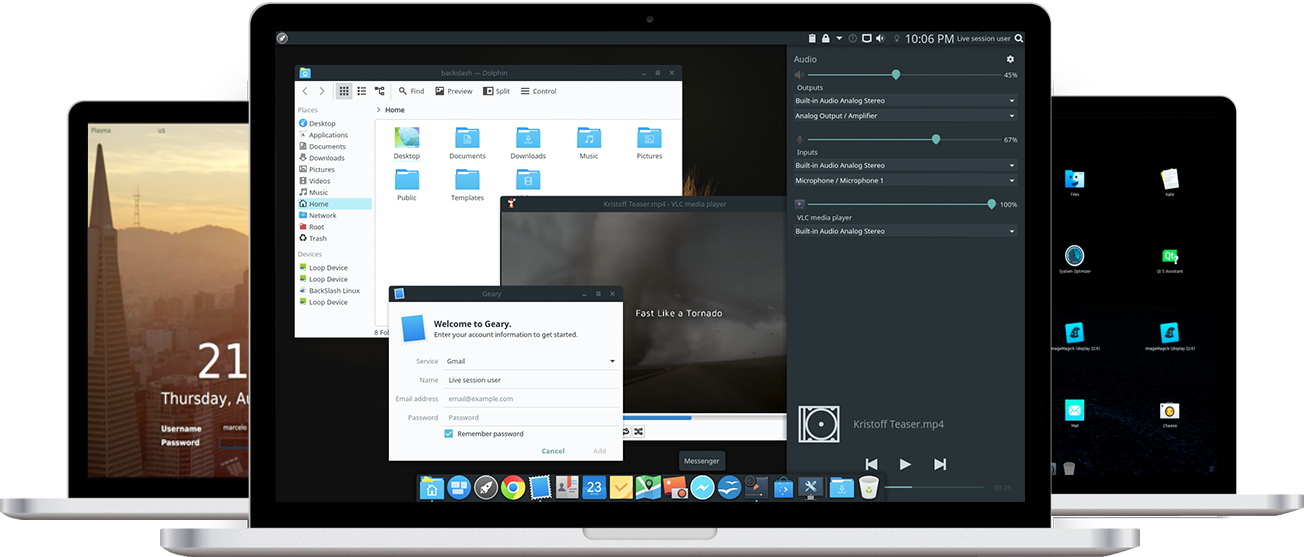 Plasma us
21
Thursday, Au
Username marcelo
Password
10:06 PM Live session user
backslash — Dolphin
Find Preview Split Control
Places
Desktop
Applications
Documents
Downloads
Pictures
Videos
Music
Home
Network
Root
Trash
Devices
Loop Device
Loop Device
BackSlash Linux
Loop Device
Home
Desktop Documents Downloads Music Pictures
Public Templates
8 Fol
Kristoff Teaser.mp4 - VLC media player
Fast Like a Tornado
Geary
Welcome to Geary.
Enter your account information to get started.
Service Gmail
Name Live session user
Email address email@example.com
Password Password
Remember password
Cancel Add
Messenger
23
Audio
45%
Outputs
Built-in Audio Analog Stereo
Analog Output / Amplifier
67%
Inputs
Built-in Audio Analog Stereo
Microphone / Microphone 1
100%
VLC media player
Built-in Audio Analog Stereo
Kristoff Teaser.mp4
00:26
Files Kate
System Optimizer Qt 5 Assistant
Qt
ImageMagick (display Q16) ImageMagick (display Q16)
Mail Cheese